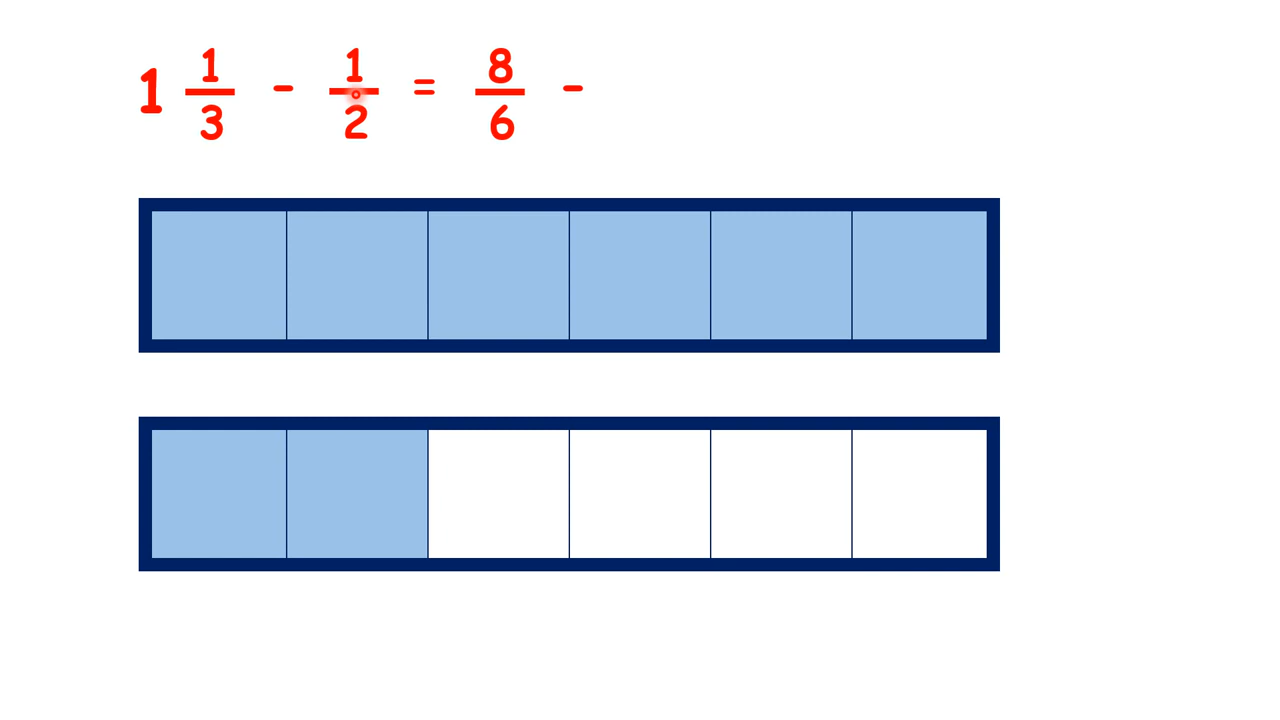 1 1/3 - 1/2 = 8/6 -